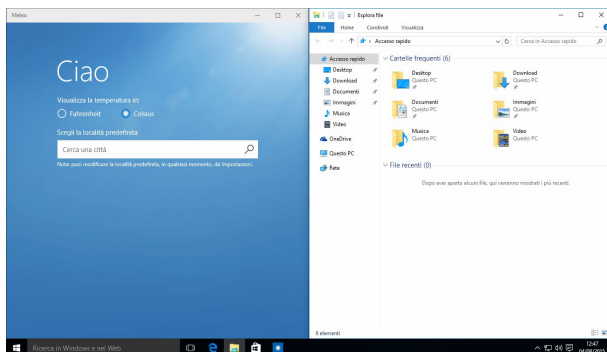 Meteo
Ciao
Visualizza la temperatura in:
Fahrenheit
Celsius
Scegli la località predefinita
Cerca una città
Nota: puoi modificare la località predefinita, in qualsiasi momento, da Impostazioni.
Esplora file
File Home Condividi Visualizza
Accesso rapido
Cerca in Accesso rapido
Accesso rapido
Desktop
Download
Documenti
Immagini
Musica
Video
OneDrive
Questo PC
Rete
Cartelle frequenti (6)
Desktop
Questo PC
Download
Questo PC
Documenti
Questo PC
Immagini
Questo PC
Musica
Questo PC
Video
Questo PC
File recenti (0)
Dopo aver aperto alcuni file, qui verranno mostrati i più recenti.
6 elementi
Ricerca in Windows e nel Web
12:47
04/08/2015